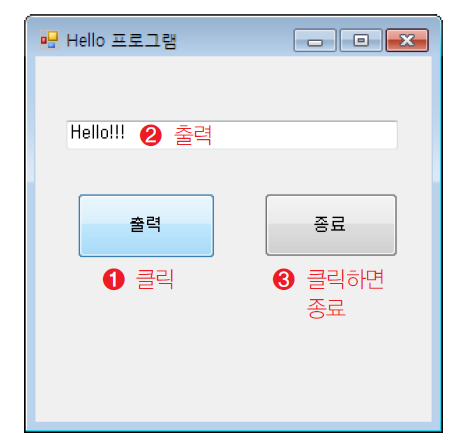 Hello 프로그램
Hello!!! ❷ 출력
출력
종료
❶ 클릭
❸ 클릭하면
종료